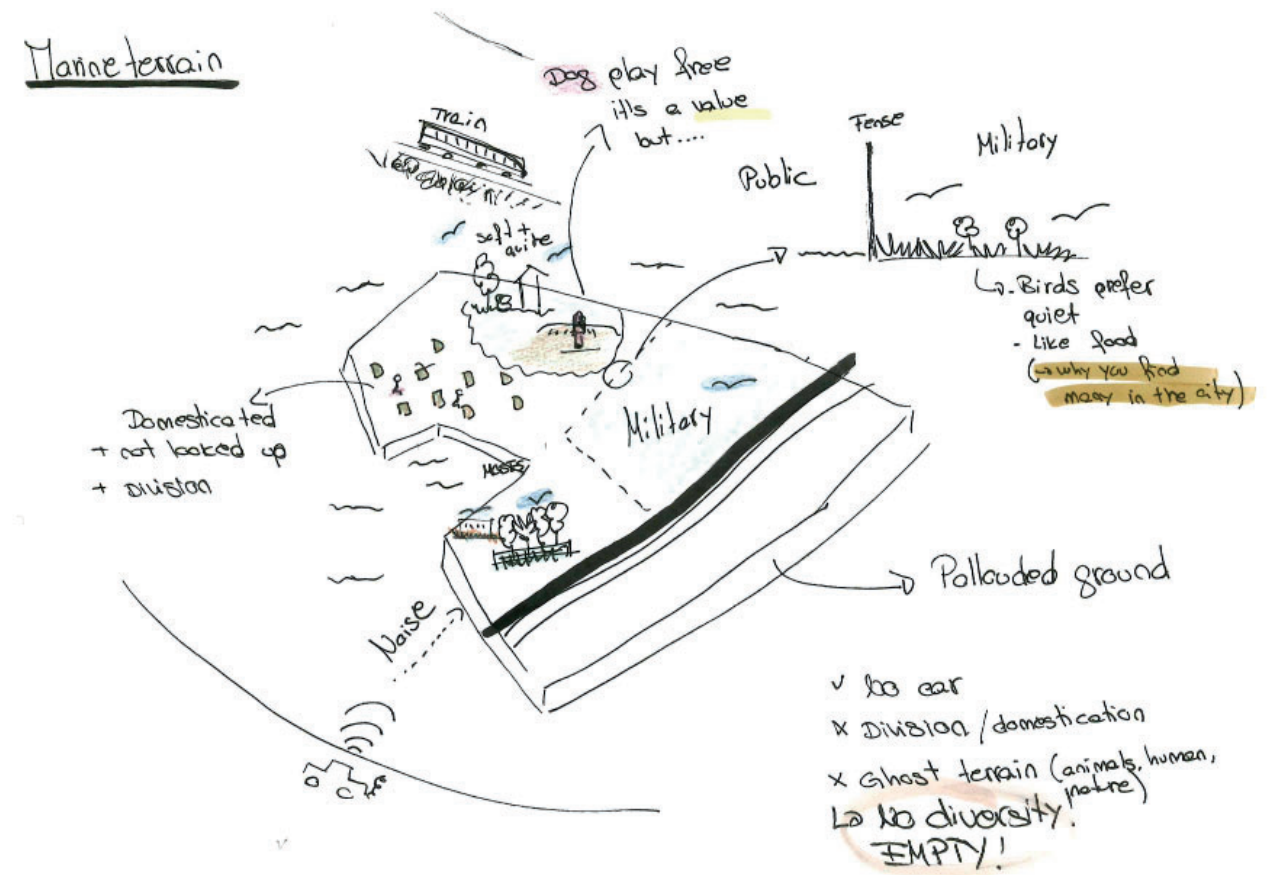 Marine terrain
Dog play free
it's a value
but....
Train
soft +
quite
Public
Fense
Military
Birds prefer
quiet
- Like food
(→ why you find
many in the city)
Domesticated
+ not looked up
+ Division
Military
Noise
Pollouded ground
✓ No car
x Division / domestication
x Ghost terrain (animals, human,
nature)
↳ No diversity!
EMPTY!